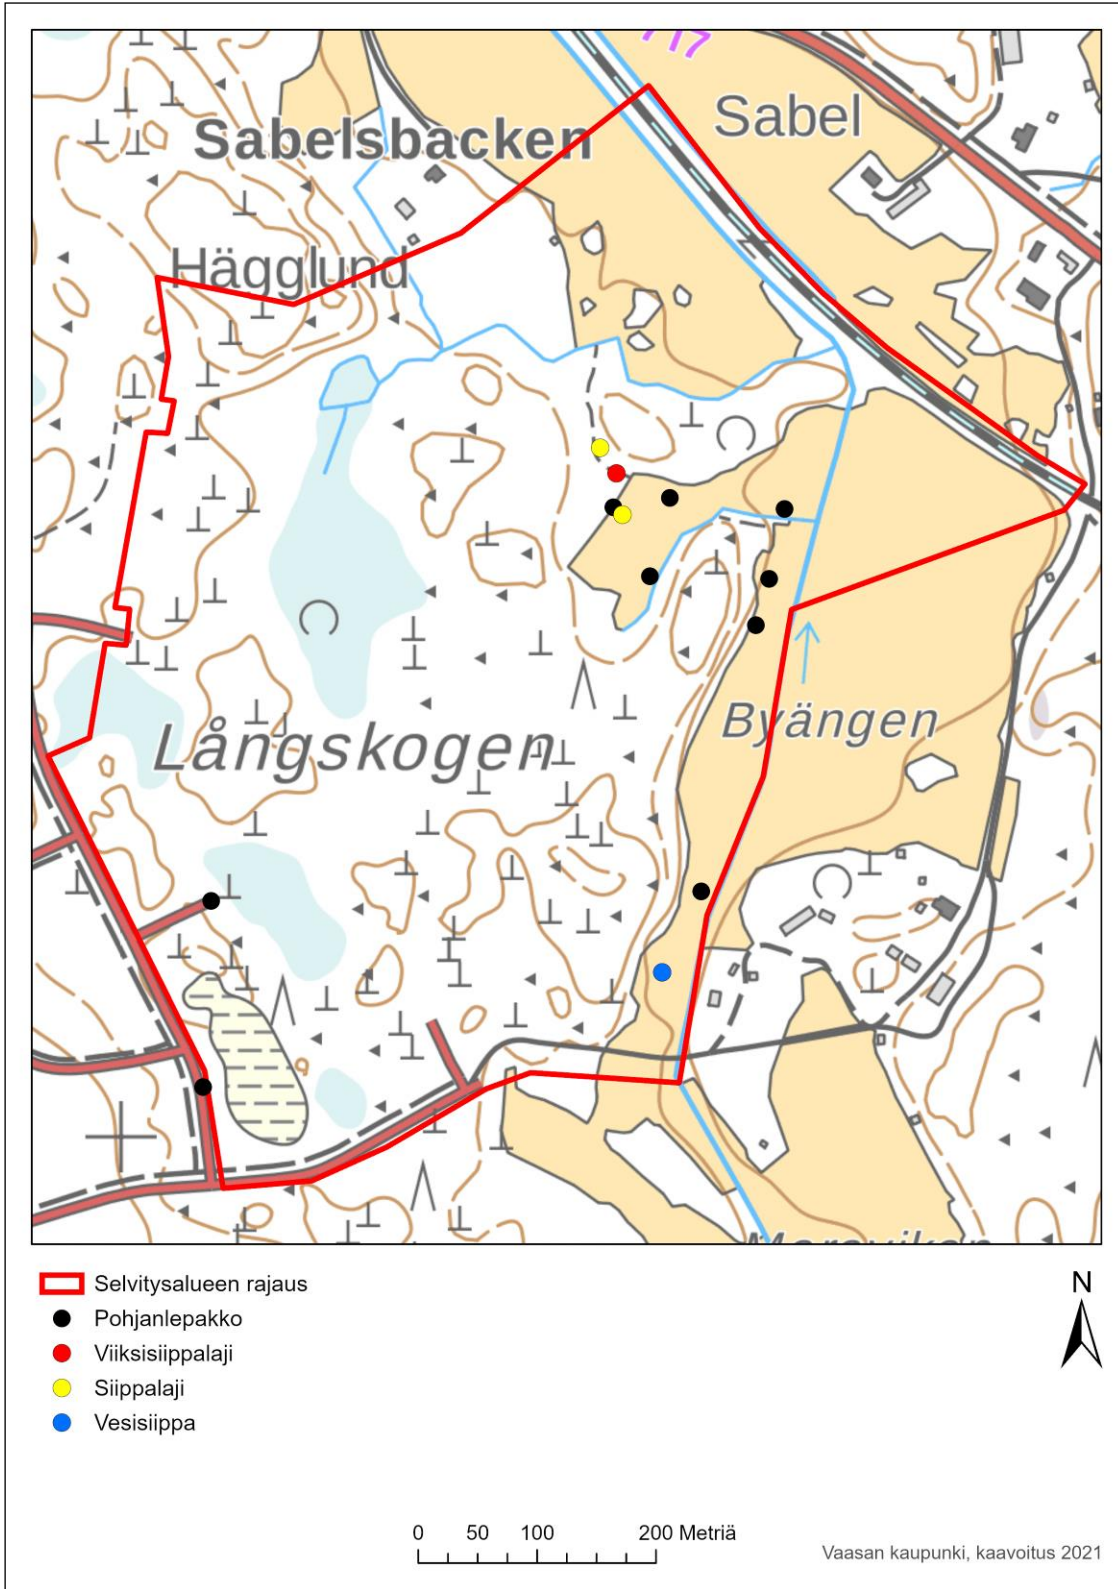 717
Sabel
Sabelsbacken
Hägglund
Långskogen
Byängen
Selvitysalueen rajaus
Pohjanlepakko
Viiksisiippalaji
Siippalaji
Vesisiippa
N
0 50 100 200 Metriä
Vaasan kaupunki, kaavoitus 2021